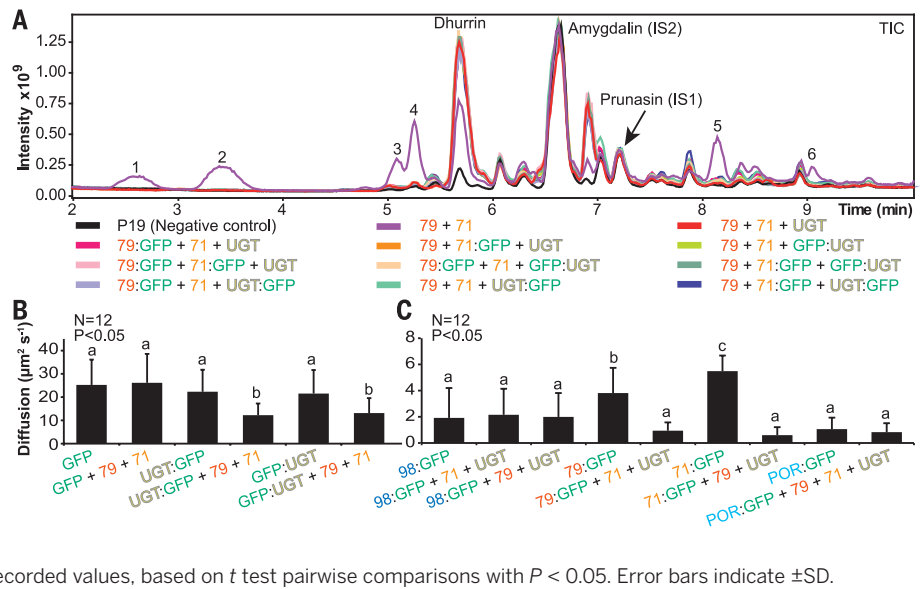 A
Dhurrin
Amygdalin (IS2)
TIC
Prunasin (IS1)
1
2
3
4
5
6
Intensity x10⁹
1.25
1.00
0.75
0.50
0.25
0.00
2 3 4 5 6 7 8 9
Time (min)
P19 (Negative control)
79 + 71
79 + 71 + UGT
79:GFP + 71 + UGT
79 + 71:GFP + UGT
79 + 71 + GFP:UGT
79:GFP + 71:GFP + UGT
79:GFP + 71 + GFP:UGT
79 + 71:GFP + GFP:UGT
79:GFP + 71 + UGT:GFP
79 + 71 + UGT:GFP
79 + 71:GFP + UGT:GFP
B
N=12
P<0.05
Diffusion (µm² s⁻¹)
40
30
20
10
0
a a a b a b
GFP
GFP + 79 + 71
UGT:GFP
UGT:GFP + 79 + 71
GFP:UGT
GFP:UGT + 79 + 71
C
N=12
P<0.05
8
6
4
2
0
a a a b a c a a a
98:GFP
98:GFP + 71 + UGT
98:GFP + 79 + UGT
79:GFP
79:GFP + 71 + UGT
71:GFP
71:GFP + 79 + UGT
POR:GFP
POR:GFP + 79 + 71 + UGT
ecorded values, based on t test pairwise comparisons with P < 0.05. Error bars indicate ±SD.